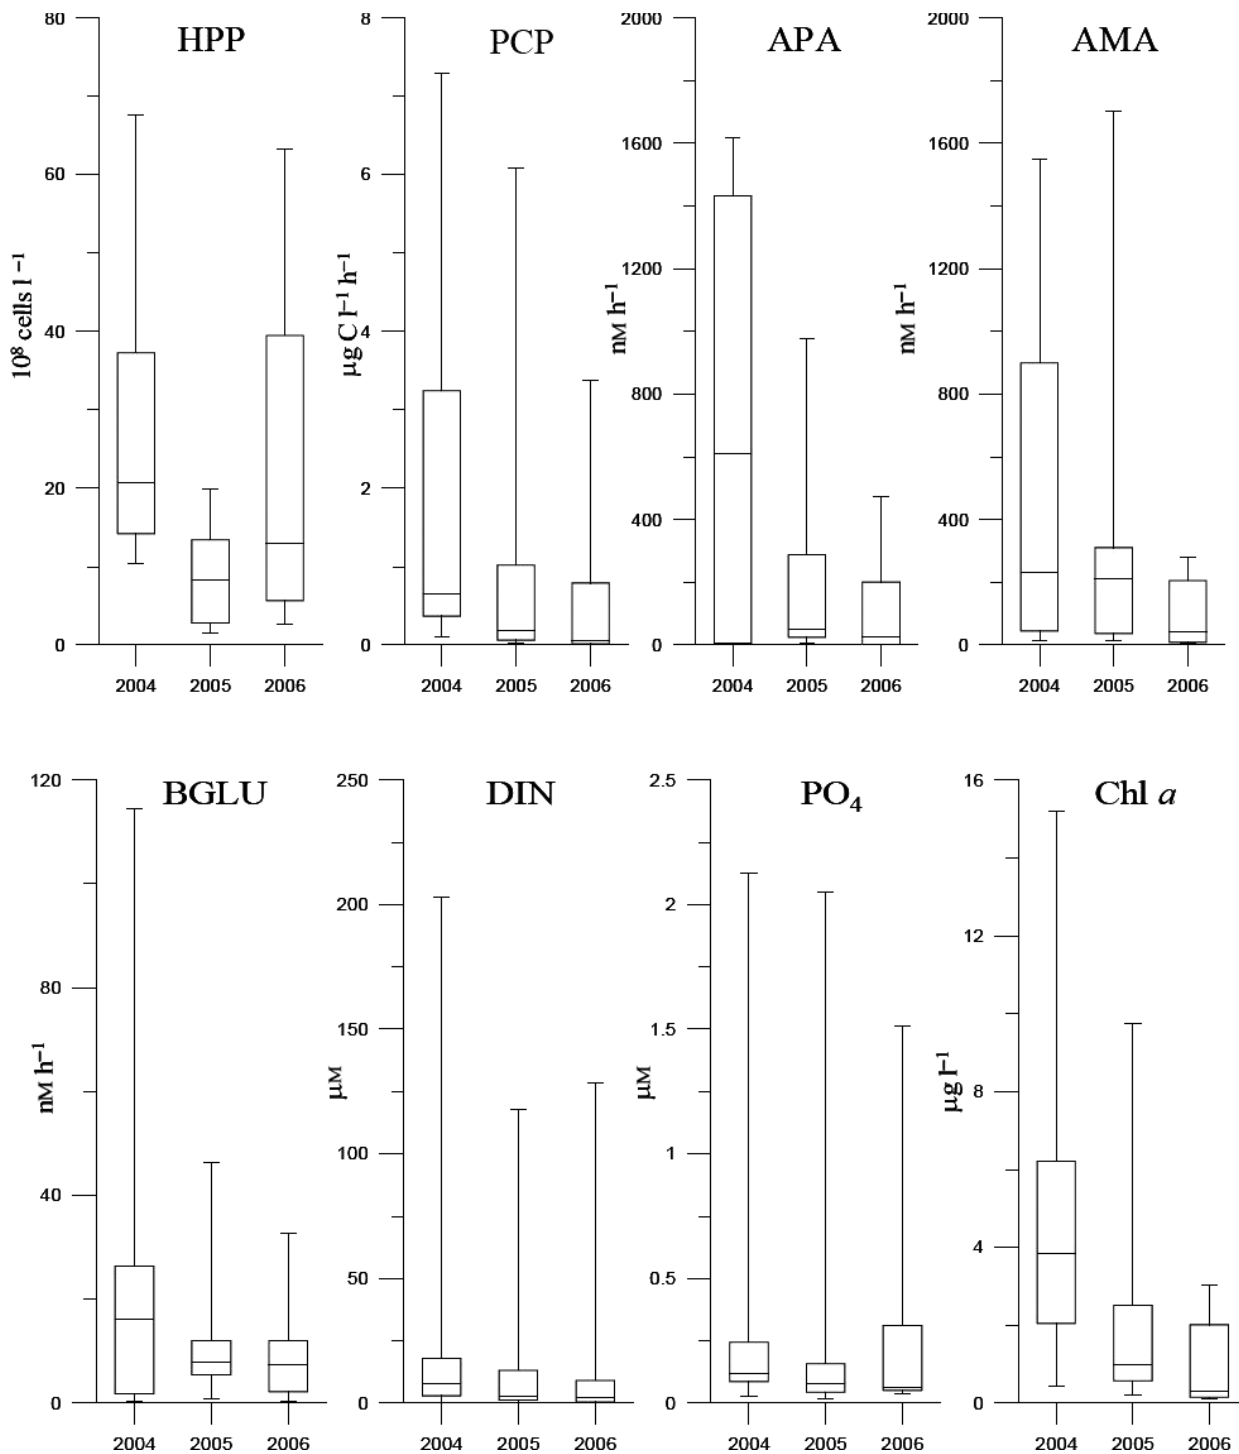 HPP
80
60
40
20
0
10⁸ cells l⁻¹
2004 2005 2006
PCP
8
6
4
2
0
µg C l⁻¹ h⁻¹
2004 2005 2006
APA
2000
1600
1200
800
400
0
nM h⁻¹
2004 2005 2006
AMA
2000
1600
1200
800
400
0
nM h⁻¹
2004 2005 2006
BGLU
120
80
40
0
nM h⁻¹
2004 2005 2006
DIN
250
200
150
100
50
0
µM
2004 2005 2006
PO₄
2.5
2
1.5
1
0.5
0
µM
2004 2005 2006
Chl a
16
12
8
4
0
µg l⁻¹
2004 2005 2006